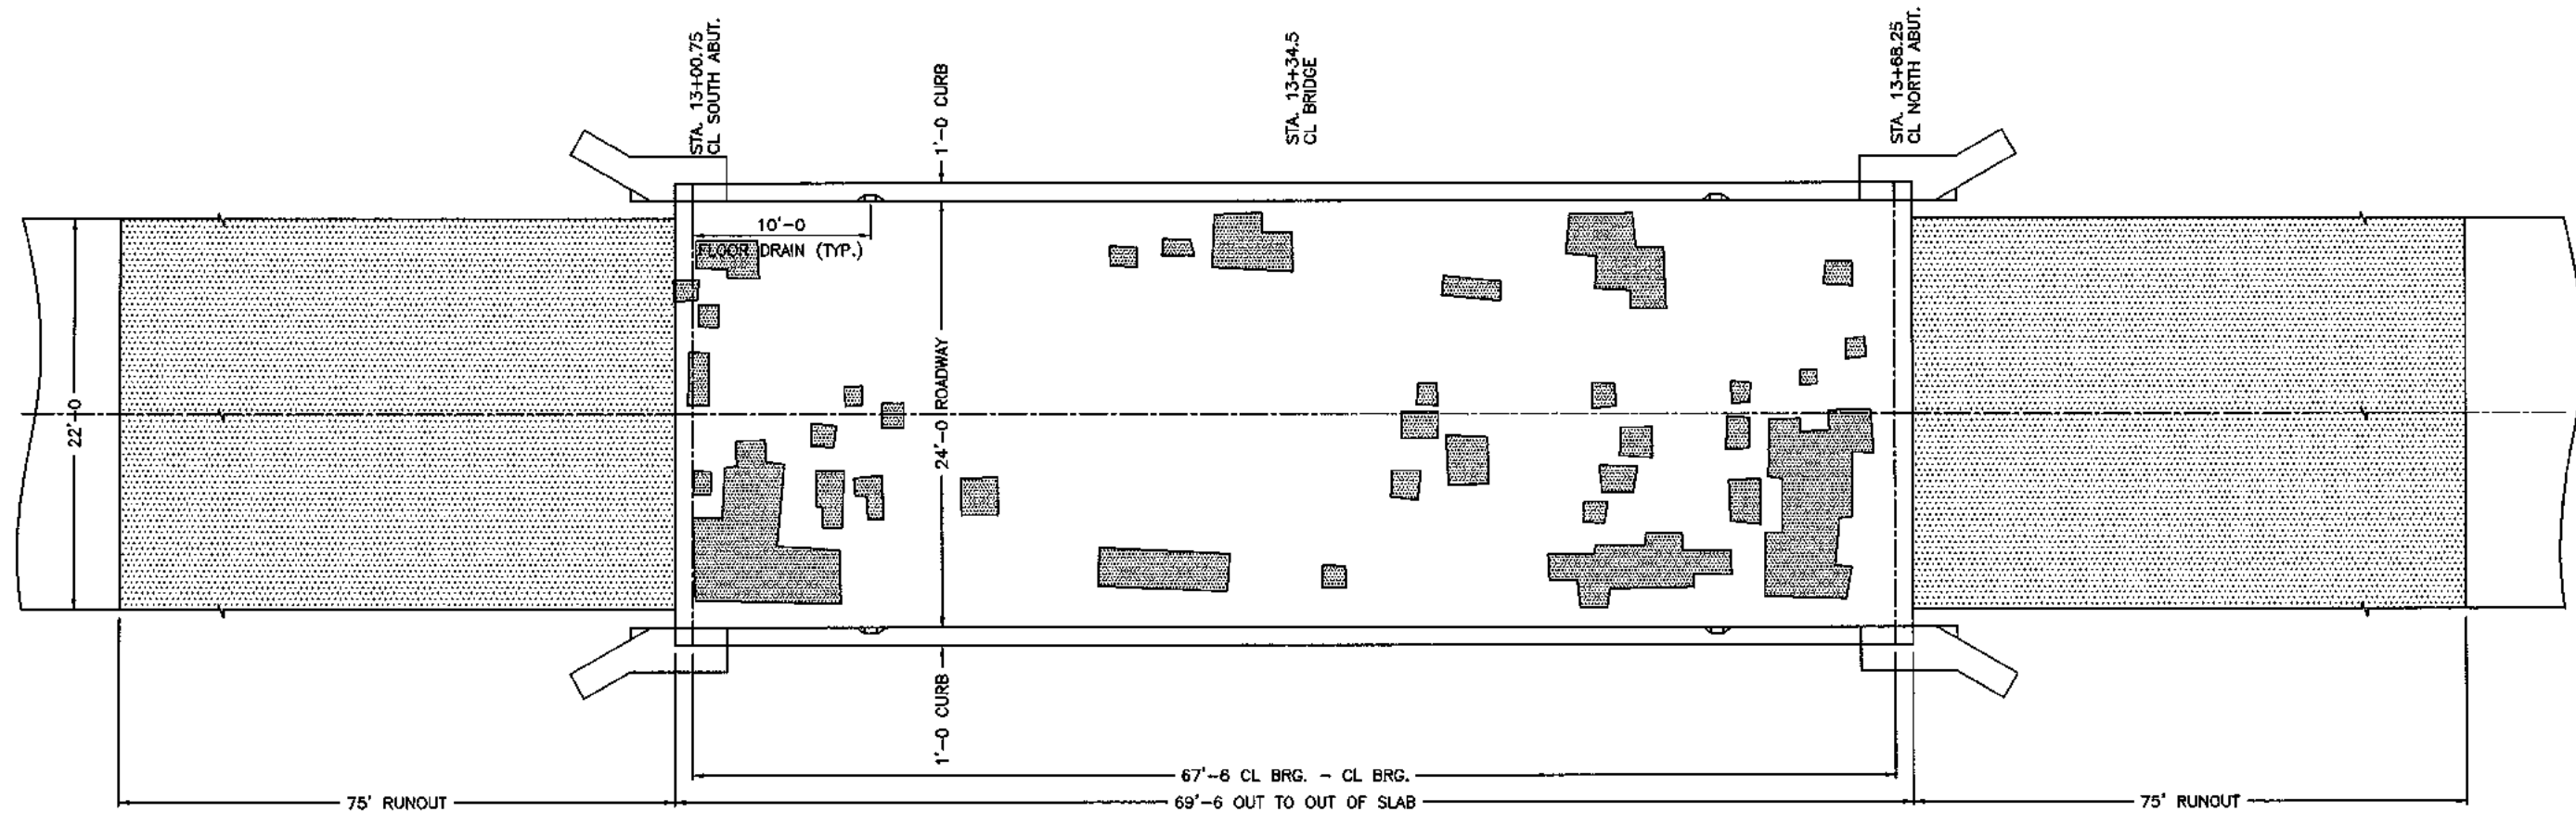 STA. 13+00.75
CL SOUTH ABUT.
1'-0 CURB
STA. 13+34.5
CL BRIDGE
STA. 13+68.25
CL NORTH ABUT.
10'-0
FLOOR DRAIN (TYP.)
22'-0
24'-0 ROADWAY
1'-0 CURB
67'-6 CL BRG. - CL BRG.
75' RUNOUT
69'-6 OUT TO OUT OF SLAB
75' RUNOUT